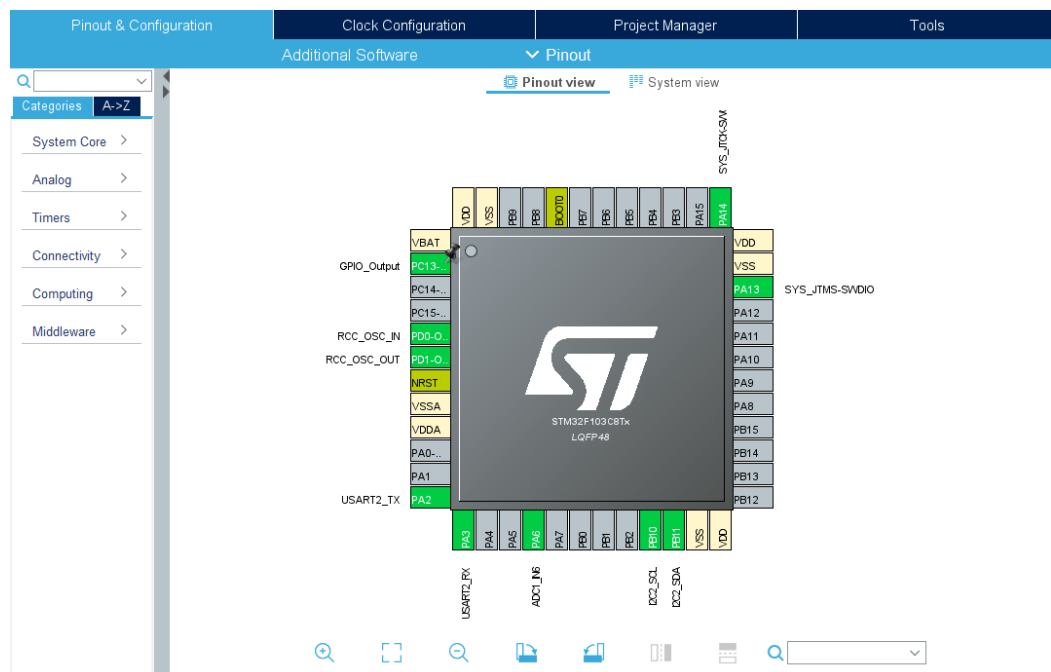 Pinout & Configuration
Clock Configuration
Project Manager
Tools
Additional Software
Pinout
Pinout view
System view
Categories
A->Z
System Core
Analog
Timers
Connectivity
Computing
Middleware
SYS_JTCK-SW
VDD
VSS
PB9
PB8
BOOT0
PB7
PB6
PB5
PB4
PB3
PA15
PA14
VBAT
GPIO_Output PC13-..
PC14-..
PC15-..
RCC_OSC_IN PD0-O..
RCC_OSC_OUT PD1-O..
NRST
VSSA
VDDA
PA0-..
PA1
USART2_TX PA2
STM32F103C8Tx
LQFP48
VDD
VSS
PA13 SYS_JTMS-SWDIO
PA12
PA11
PA10
PA9
PA8
PB15
PB14
PB13
PB12
PA3
PA4
PA5
PA6
PA7
PB0
PB1
PB2
PB10
PB11
VSS
VDD
USART2_RX
ADC1_IN6
I2C2_SCL
I2C2_SDA